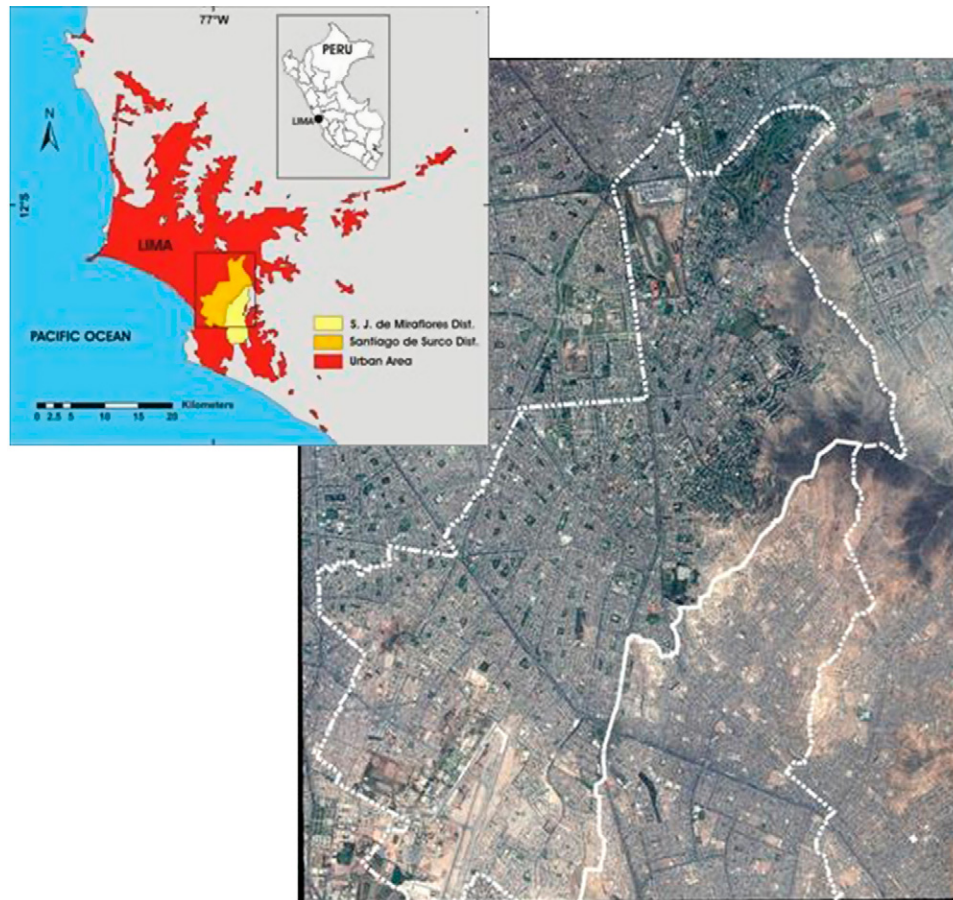 77°W
PERU
LIMA
N
12°S
LIMA
PACIFIC OCEAN
S. J. de Miraflores Dist.
Santiago de Surco Dist.
Urban Area
0 2.5 5 10 15 20 Kilometers